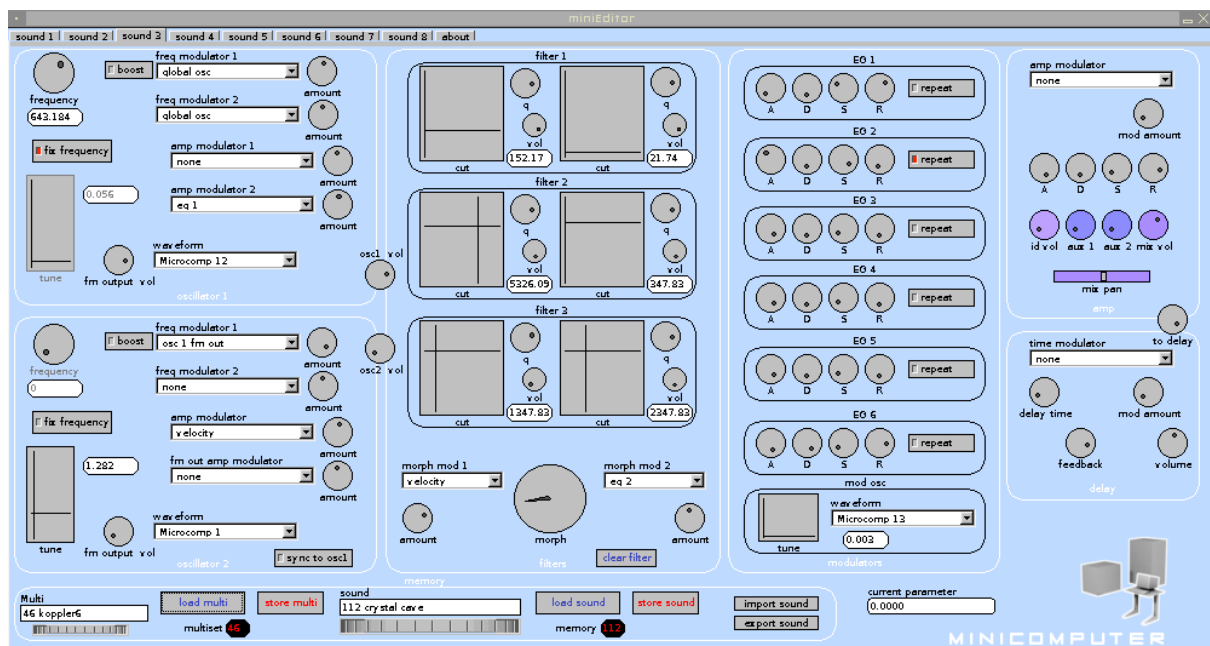 miniEditor
sound 1 sound 2 sound 3 sound 4 sound 5 sound 6 sound 7 sound 8 about
frequency
643.184
boost
freq modulator 1
global osc
amount
freq modulator 2
global osc
amount
fix frequency
amp modulator 1
none
amount
0.056
amp modulator 2
eg 1
amount
tune
fm output vol
waveform
Microcomp 12
osc1 vol
oscillator 1
frequency
0
boost
freq modulator 1
osc 1 fm out
amount
osc2 vol
freq modulator 2
none
amount
fix frequency
amp modulator
velocity
amount
1.282
fm out amp modulator
none
amount
tune
fm output vol
waveform
Microcomp 1
sync to osc1
oscillator 2
filter 1
q
q
vol
vol
152.17
21.74
cut
cut
filter 2
q
q
vol
vol
5326.09
347.83
cut
cut
filter 3
q
q
vol
vol
1347.83
2347.83
cut
cut
morph mod 1
velocity
amount
morph
morph mod 2
eg 2
amount
clear filter
filters
EG 1
A D S R
repeat
EG 2
A D S R
repeat
EG 3
A D S R
repeat
EG 4
A D S R
repeat
EG 5
A D S R
repeat
EG 6
A D S R
repeat
mod osc
tune
waveform
Microcomp 13
0.003
modulators
amp modulator
none
mod amount
A D S R
id vol aux 1 aux 2 mix vol
mix pan
amp
to delay
time modulator
none
delay time
mod amount
feedback
volume
delay
memory
Multi
46 koppler6
load multi
store multi
multiset 46
sound
112 crystal cave
load sound
store sound
memory 112
import sound
export sound
current parameter
0.0000
MINICOMPUTER